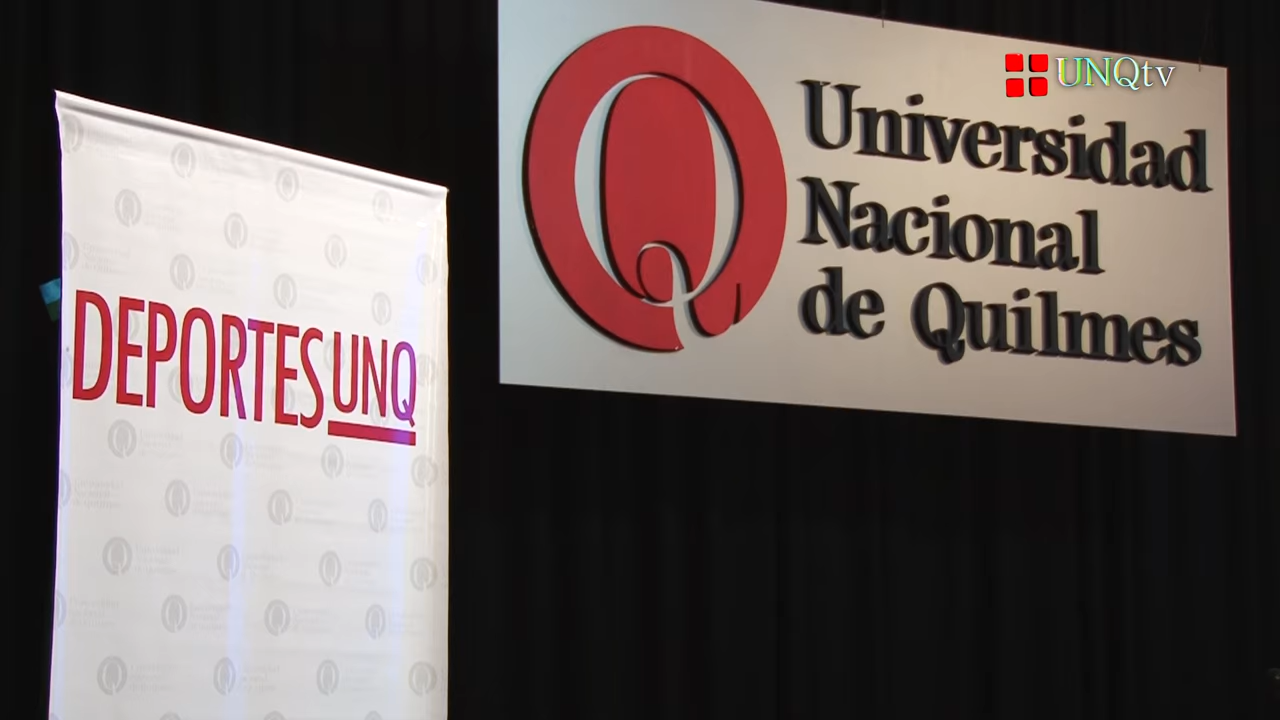 UNQtv
Universidad
Nacional
de Quilmes
DEPORTES UNQ